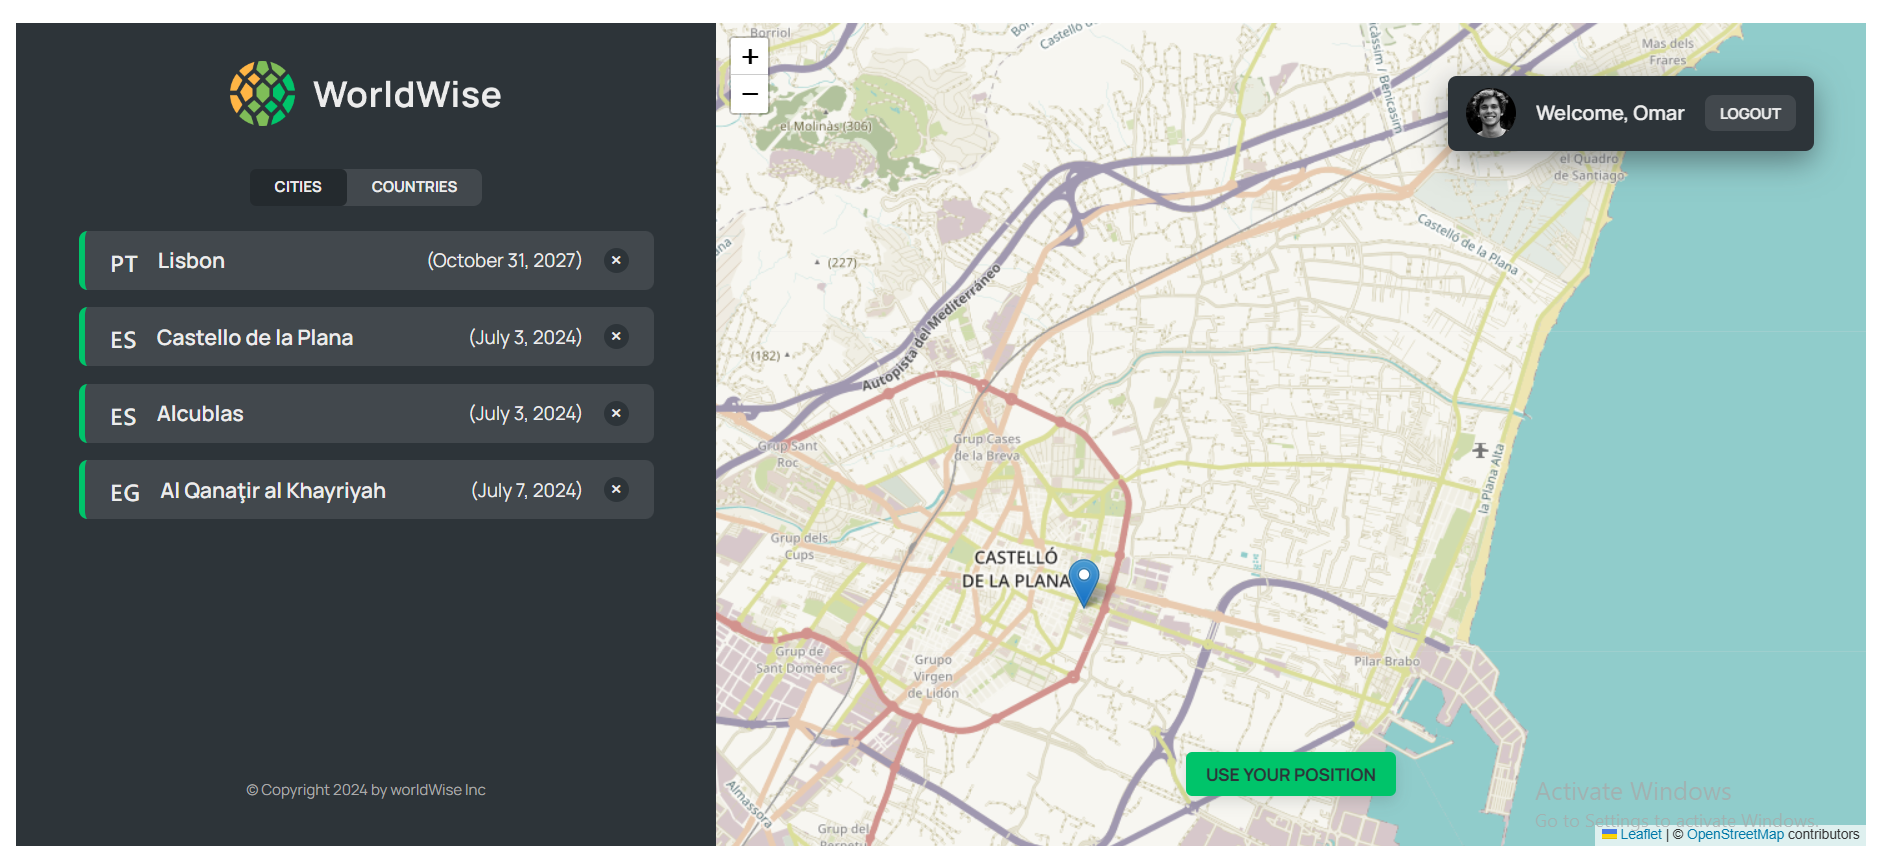 WorldWise
CITIES
COUNTRIES
PT Lisbon (October 31, 2027) ×
ES Castello de la Plana (July 3, 2024) ×
ES Alcublas (July 3, 2024) ×
EG Al Qanaţir al Khayriyah (July 7, 2024) ×
© Copyright 2024 by worldWise Inc
+
−
Welcome, Omar
LOGOUT
Borriol
Castelló
Mas dels
Frares
el Molinàs (306)
el Quadro
de Santiago
Castelló de la Plana
(227)
Autopista del Mediterráneo
(182)
Grup Sant
Roc
Grup Cases
de la Breva
la Plana Alta
Grup dels
Cups
CASTELLÓ
DE LA PLANA
Grup de
Sant Doménec
Grupo
Virgen
de Lidón
Pilar Brabo
Almassora
Grup del
USE YOUR POSITION
Activate Windows
Go to Settings to activate Windows.
Leaflet | © OpenStreetMap contributors